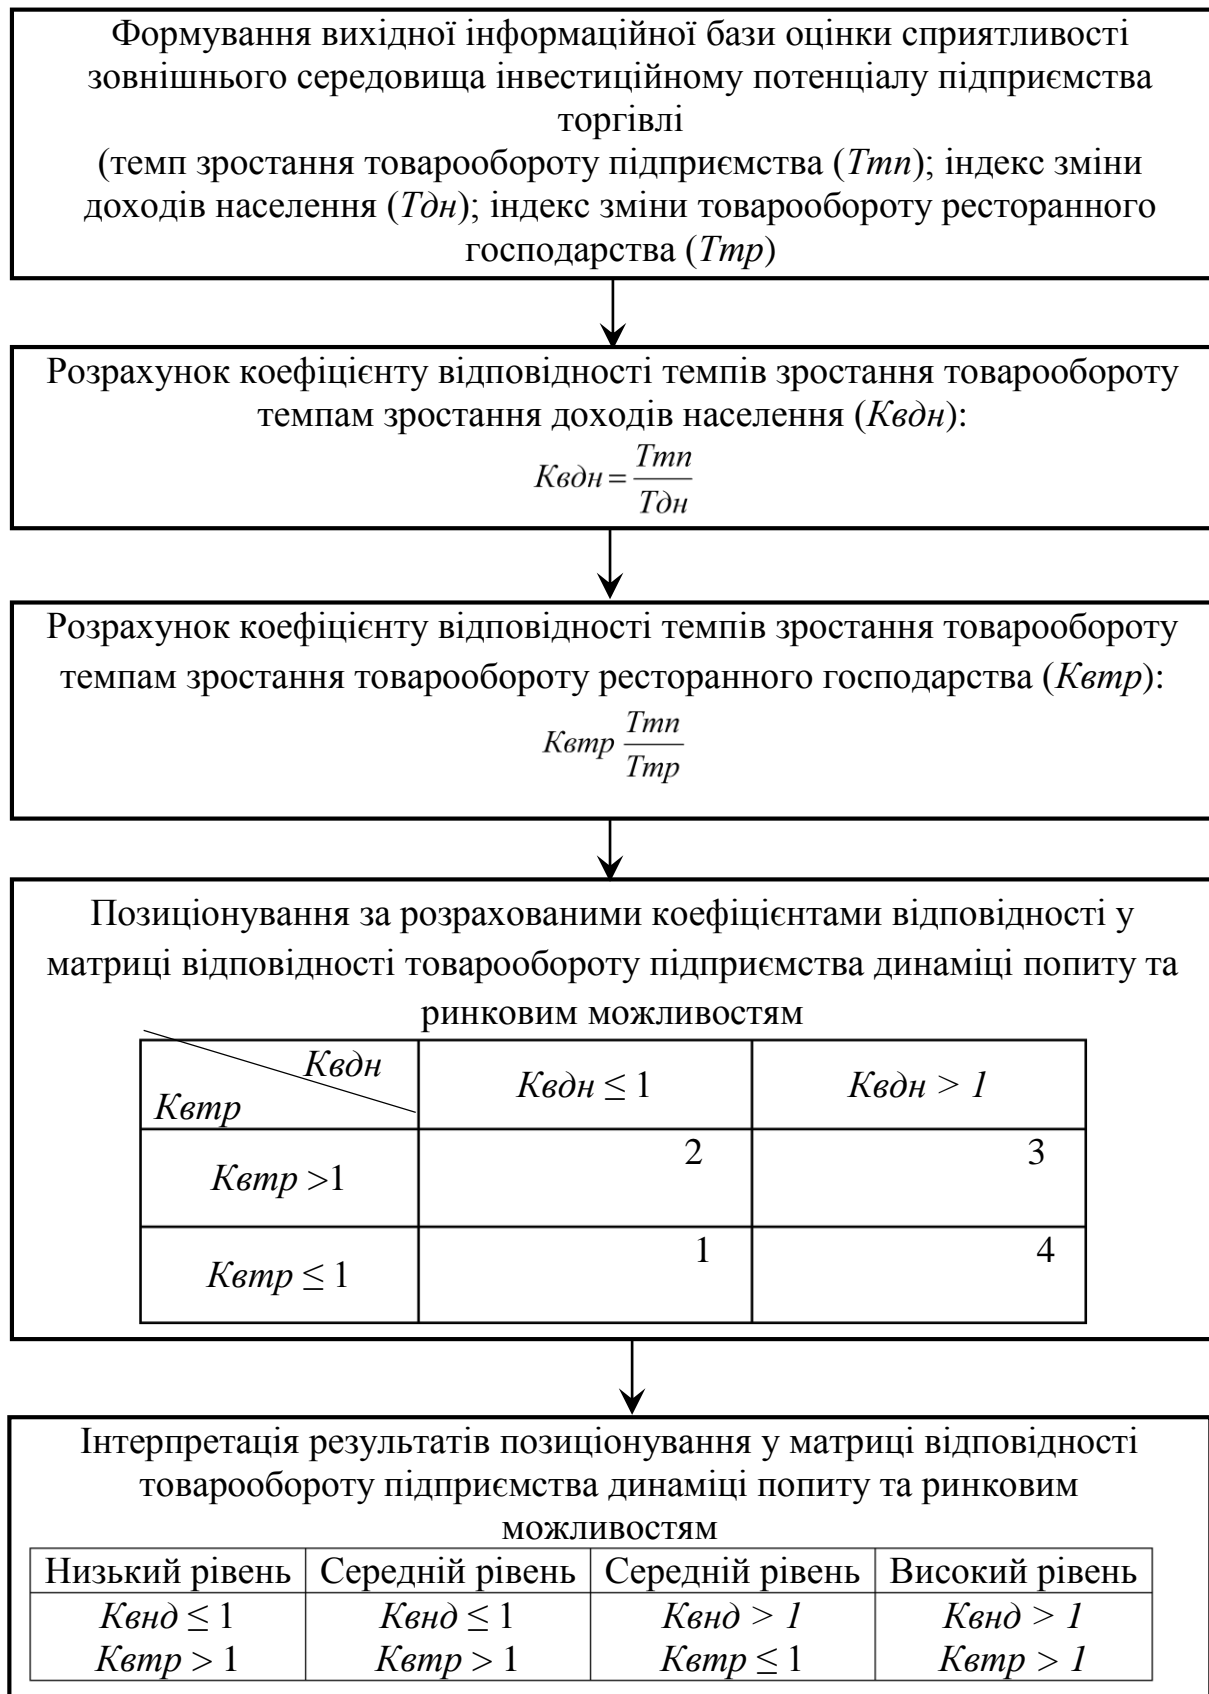 Формування вихідної інформаційної бази оцінки сприятливості
зовнішнього середовища інвестиційному потенціалу підприємства
торгівлі
(темп зростання товарообороту підприємства (Ттп); індекс зміни
доходів населення (Тдн); індекс зміни товарообороту ресторанного
господарства (Ттр)
Розрахунок коефіцієнту відповідності темпів зростання товарообороту
темпам зростання доходів населення (Квдн):
Квдн = Ттп
Тдн
Розрахунок коефіцієнту відповідності темпів зростання товарообороту
темпам зростання товарообороту ресторанного господарства (Квтр):
Квтр Ттп
Ттр
Позиціонування за розрахованими коефіцієнтами відповідності у
матриці відповідності товарообороту підприємства динаміці попиту та
ринковим можливостям
Квдн
Квтр
Квдн ≤ 1
Квдн > 1
Квтр >1
2
3
Квтр ≤ 1
1
4
Інтерпретація результатів позиціонування у матриці відповідності
товарообороту підприємства динаміці попиту та ринковим
можливостям
Низький рівень
Середній рівень
Середній рівень
Високий рівень
Квнд ≤ 1
Квнд ≤ 1
Квнд > 1
Квнд > 1
Квтр > 1
Квтр > 1
Квтр ≤ 1
Квтр > 1